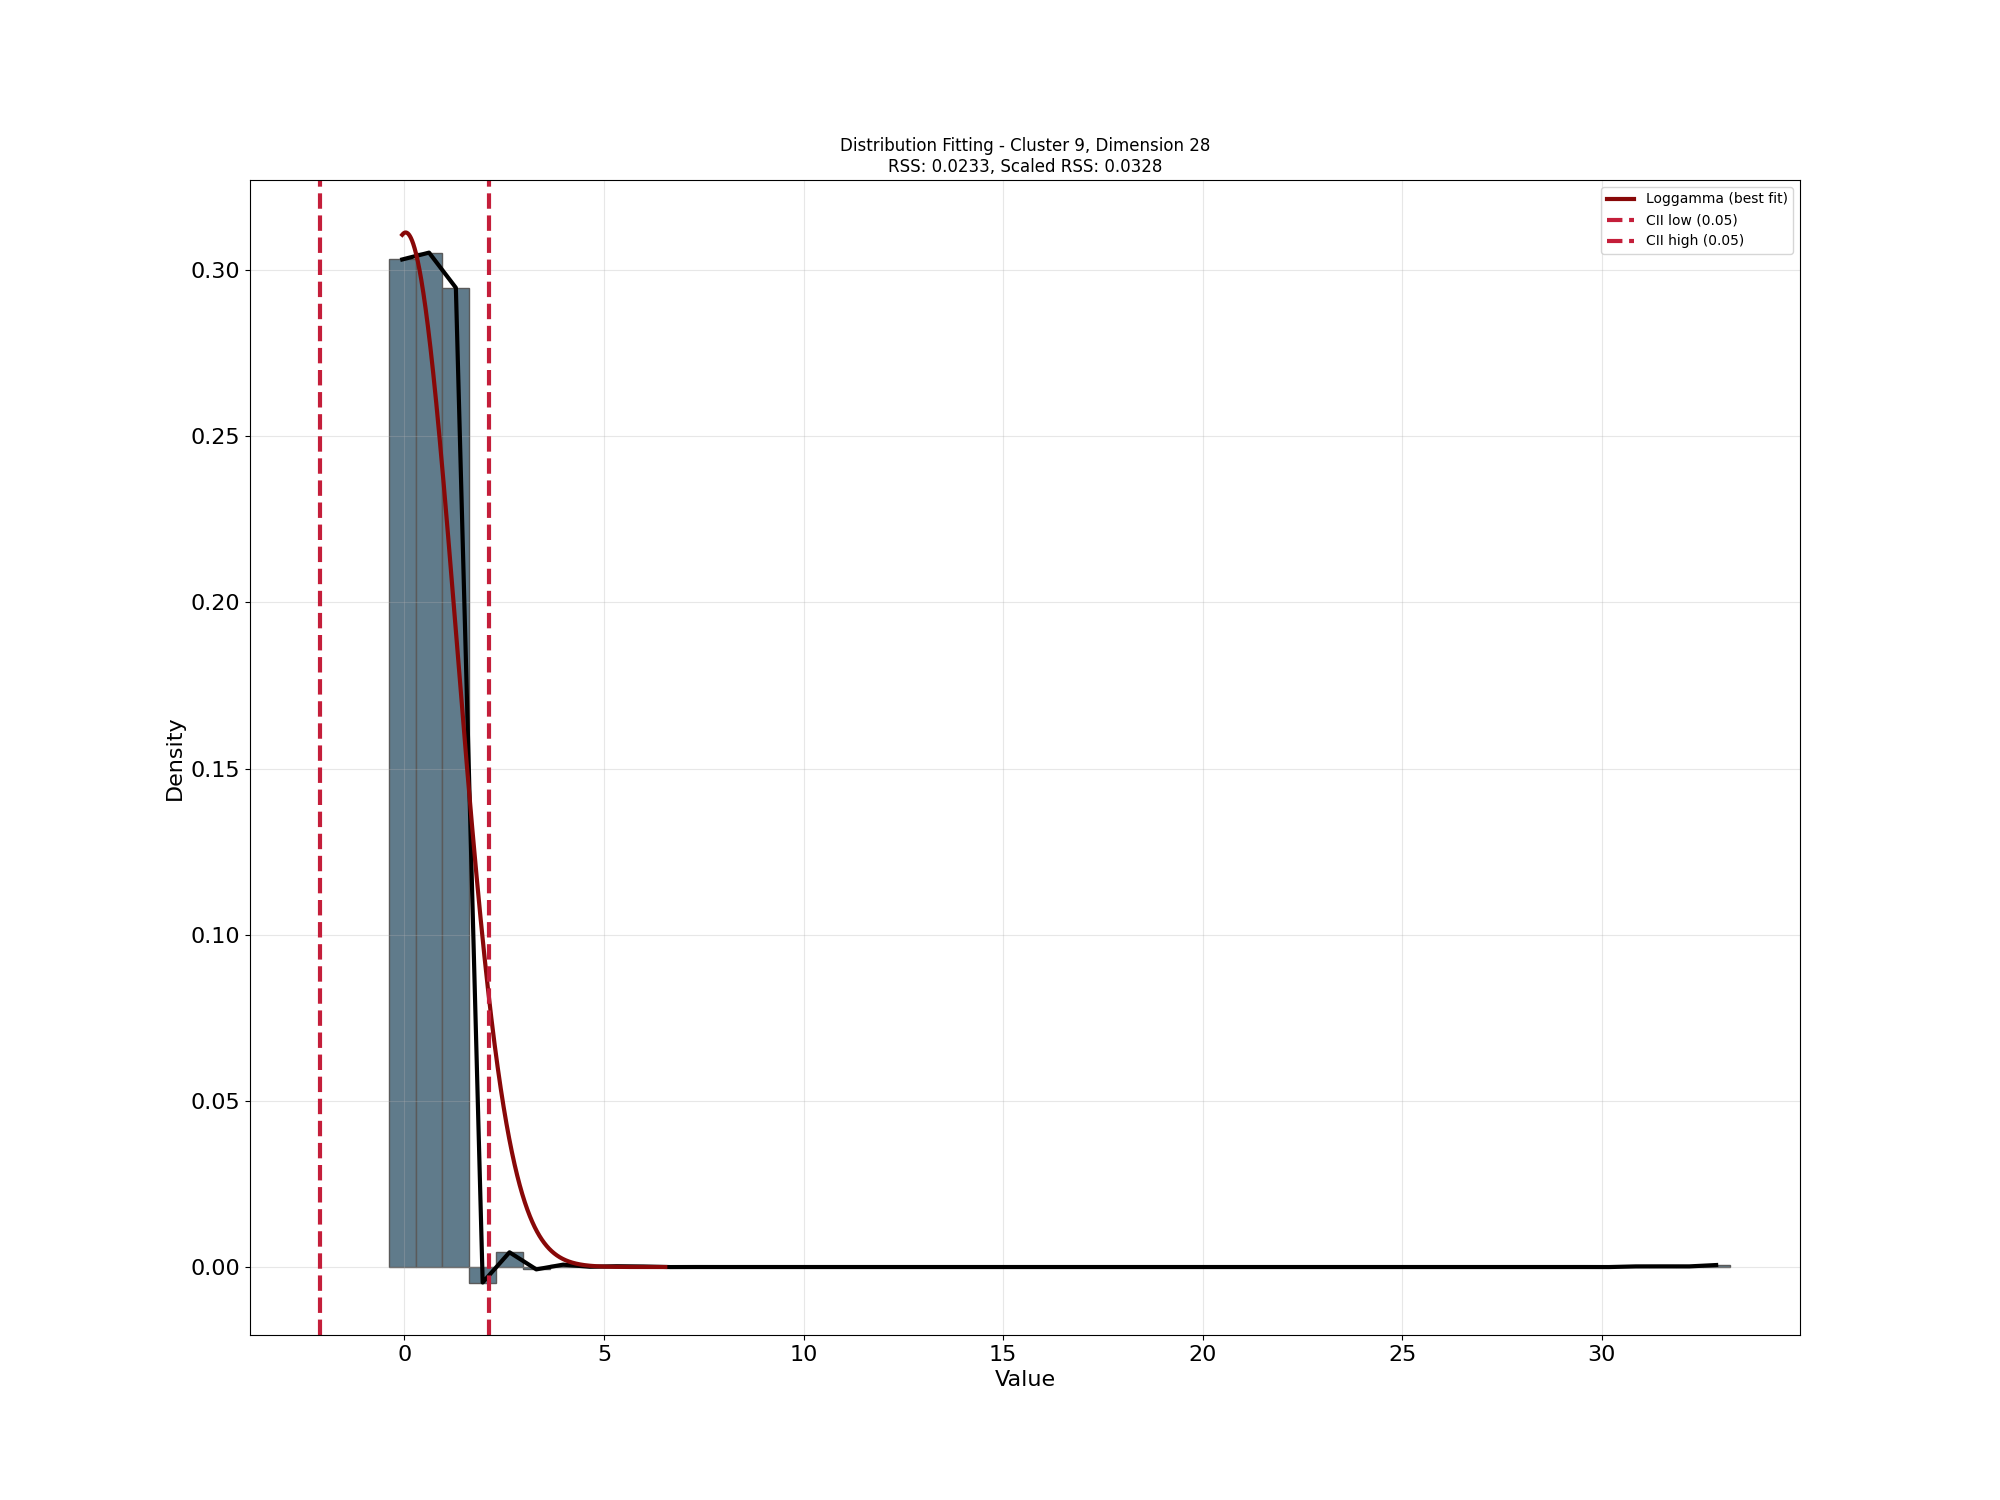 Distribution Fitting - Cluster 9, Dimension 28
RSS: 0.0233, Scaled RSS: 0.0328
Loggamma (best fit)
CII low (0.05)
CII high (0.05)
0.30
0.25
0.20
0.15
0.10
0.05
0.00
Density
0 5 10 15 20 25 30
Value